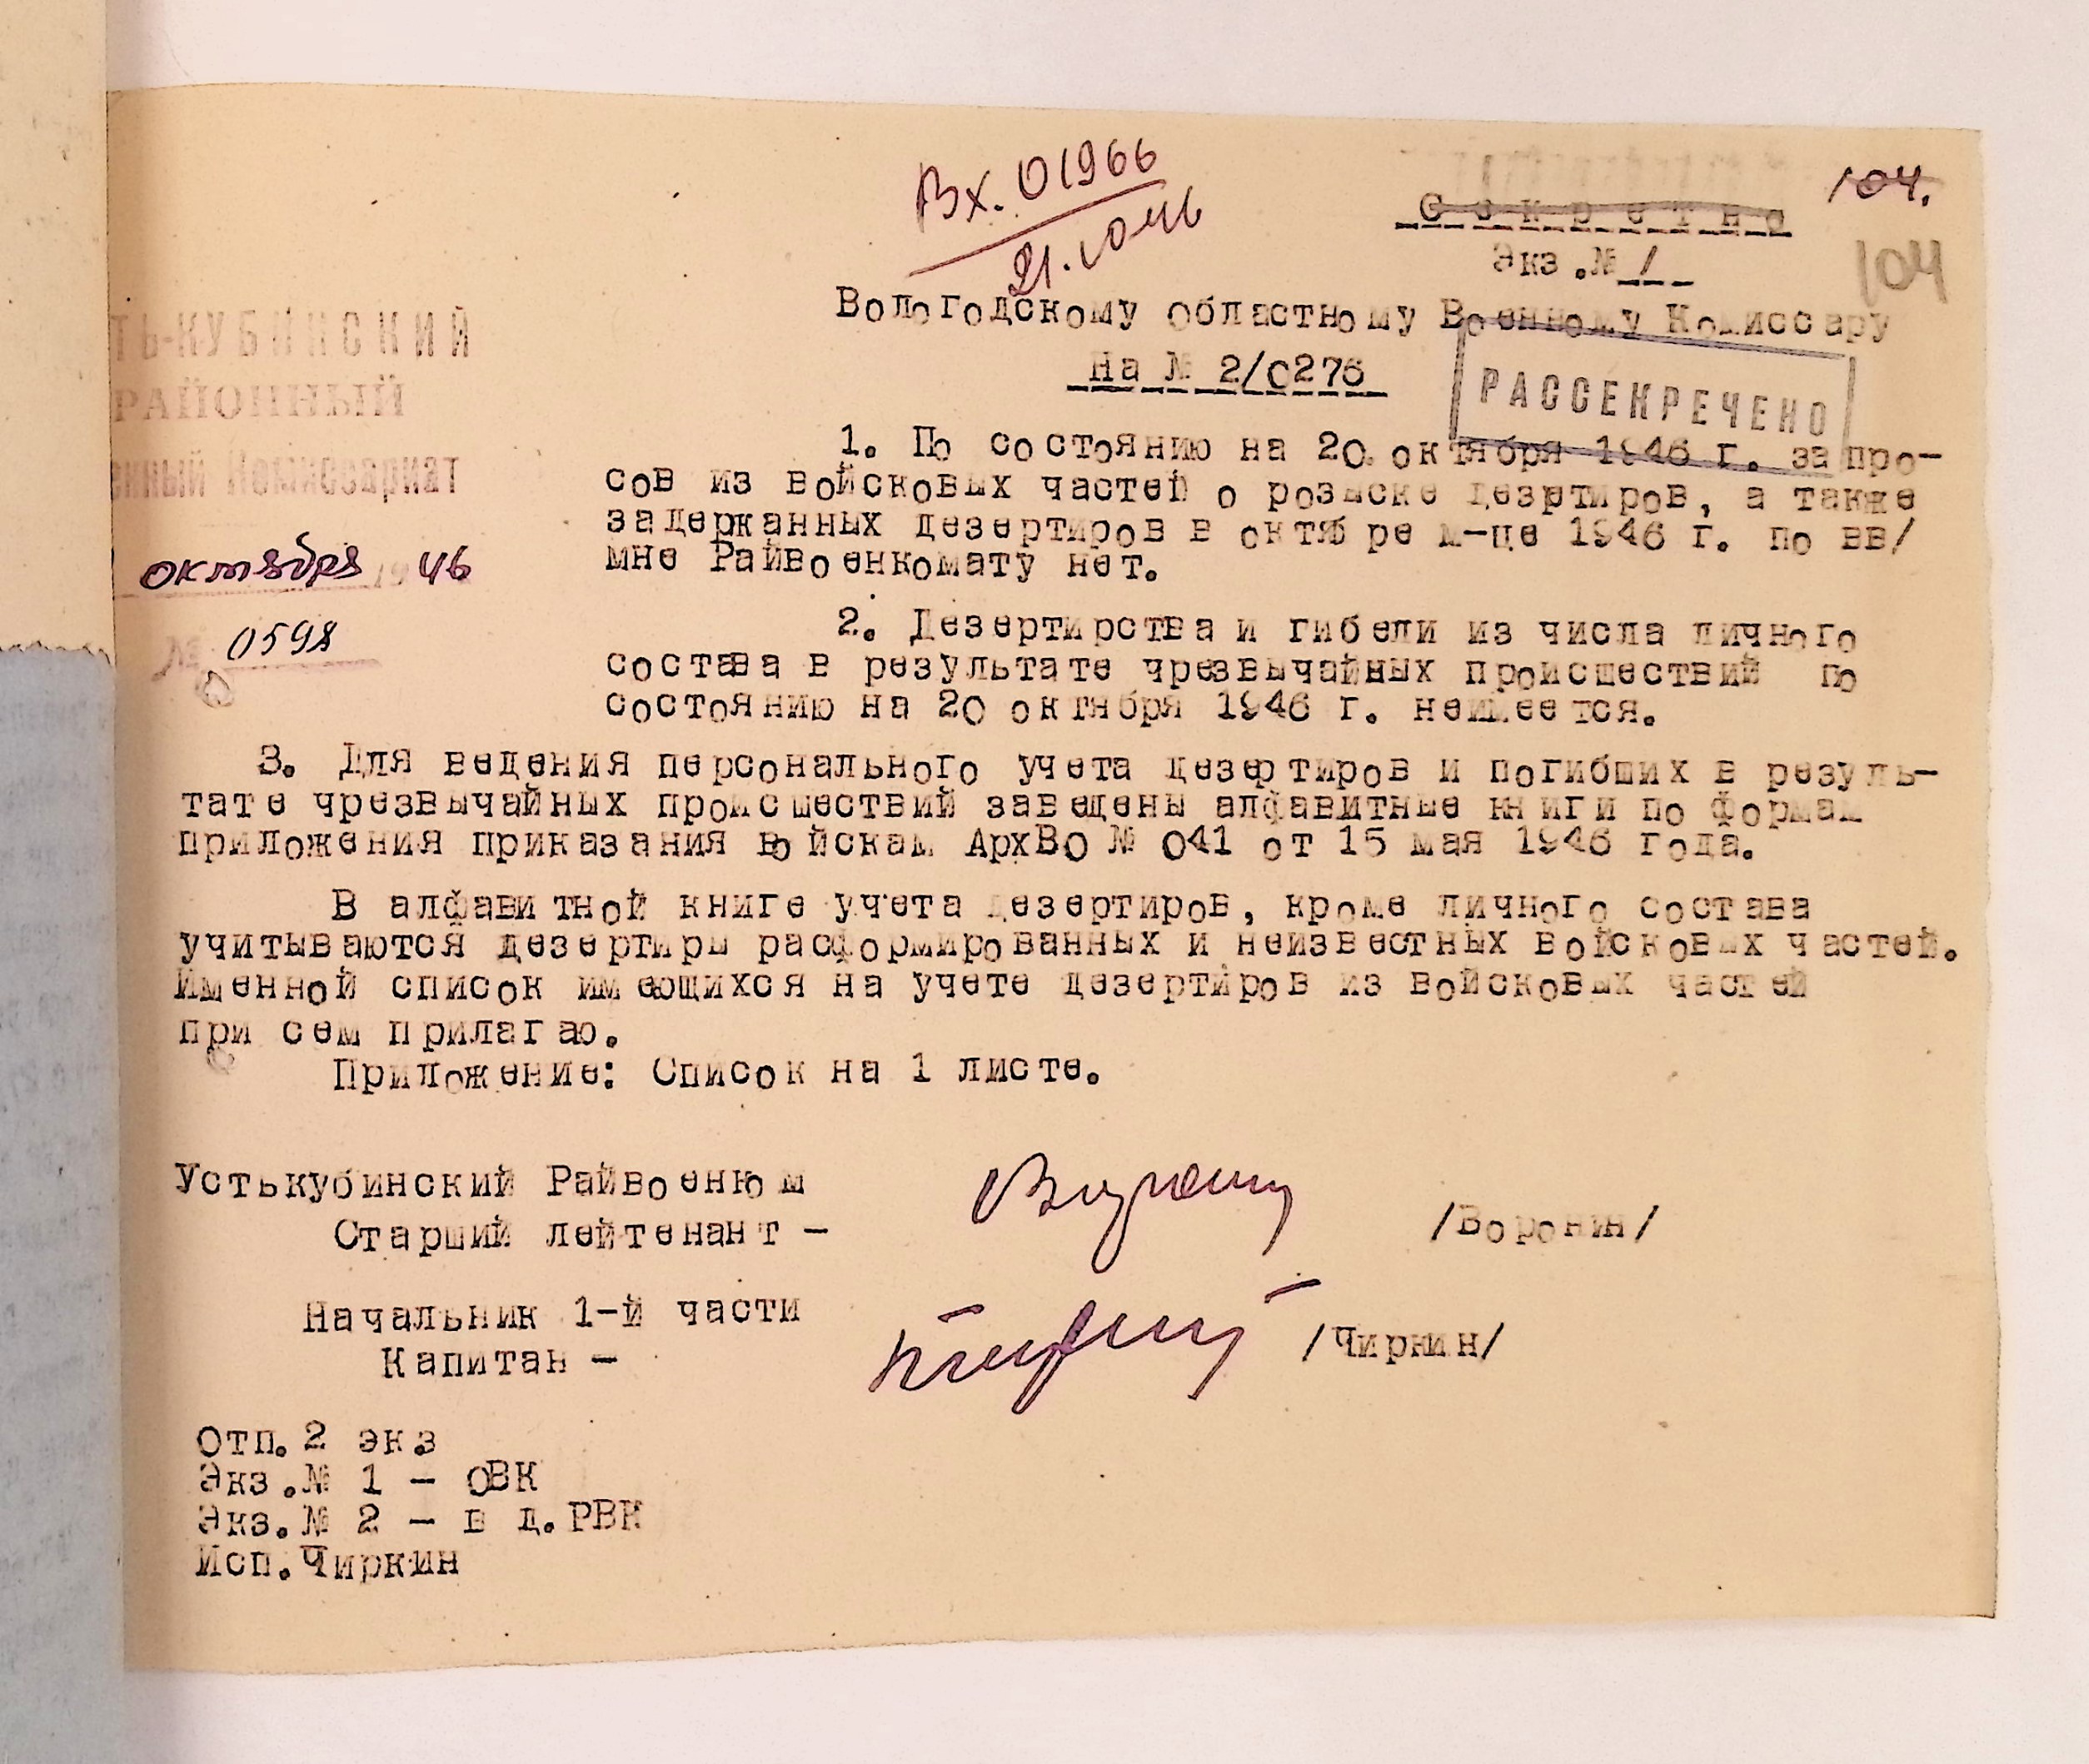 Вх. 01966
21.10 46
104.
Секретно
Экз.№ 1
104
Вологодскому областному Военному Комиссару
на № 2/0276
РАССЕКРЕЧЕНО
ТЬ-КУБИНСКИЙ
РАЙОННЫЙ
енный Комиссариат
октября 1946
№ 0598
1. По состоянию на 20 октября 1946 г. запро-
сов из войсковых частей о розыске дезертиров, а также
задержанных дезертиров в октябре м-це 1946 г. по вв/
мне Райвоенкомату нет.
2. Дезертирства и гибели из числа личного
состава в результате чрезвычайных происшествий по
состоянию на 20 октября 1946 г. неимеется.
3. Для ведения персонального учета дезертиров и погибших в резуль-
тате чрезвычайных происшествий заведены алфавитные книги по формам
приложения приказания войскам АрхВО № 041 от 15 мая 1946 года.
В алфавитной книге учета дезертиров, кроме личного состава
учитываются дезертиры расформированных и неизвестных войсковых частей.
Именной список имеющихся на учете дезертиров из войсковых частей
при сем прилагаю.
Приложение: Список на 1 листе.
Устькубинский Райвоенком
Старший лейтенант -
/Воронин/
Начальник 1-й части
Капитан -
/Чиркин/
Отп.2 экз
Экз.№ 1 - ОВК
Экз.№ 2 - в д.РВК
Исп.Чиркин